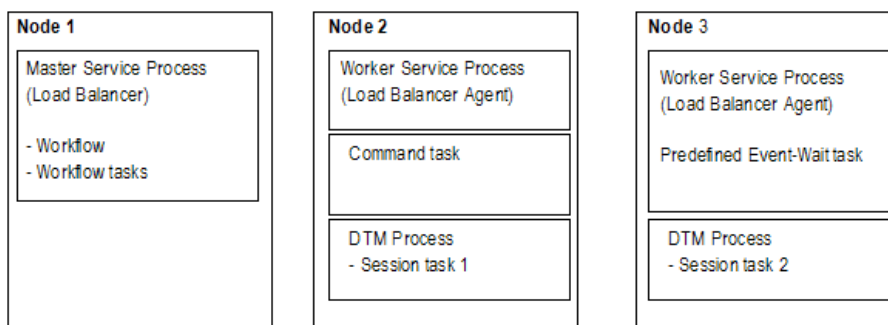 Node 1
Master Service Process
(Load Balancer)
- Workflow
- Workflow tasks
Node 2
Worker Service Process
(Load Balancer Agent)
Command task
DTM Process
- Session task 1
Node 3
Worker Service Process
(Load Balancer Agent)
Predefined Event-Wait task
DTM Process
- Session task 2